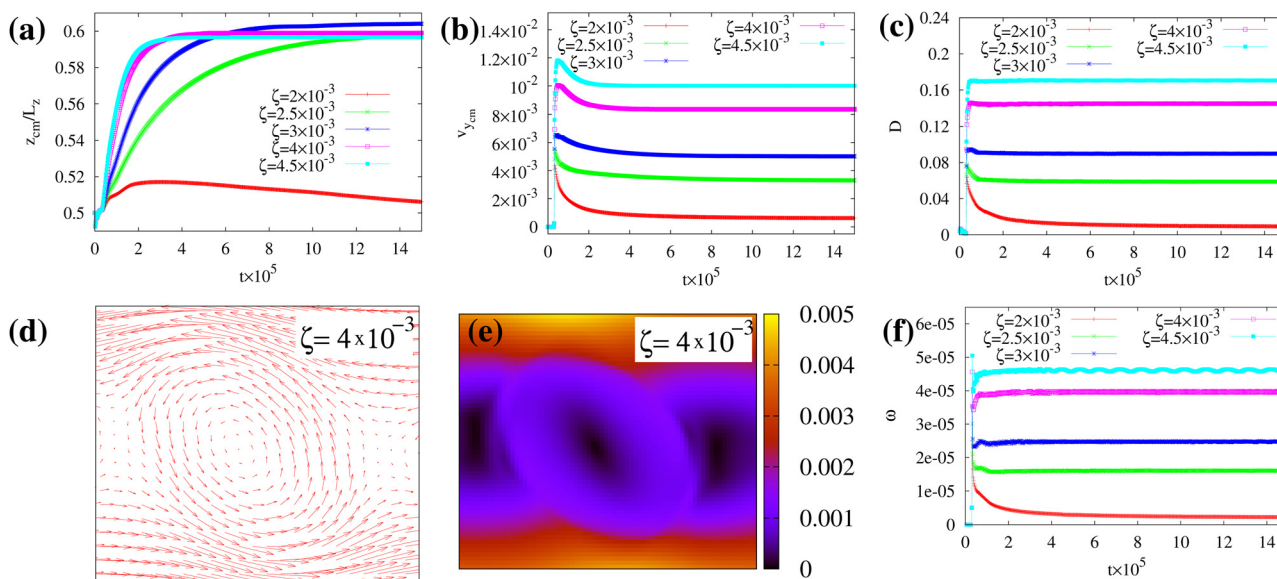 (a)
0.6
0.58
0.56
0.54
0.52
0.5
z_cm/L_z
ζ=2×10⁻³
ζ=2.5×10⁻³
ζ=3×10⁻³
ζ=4×10⁻³
ζ=4.5×10⁻³
0 2 4 6 8 10 12 14
t×10⁵
(b)
ζ=2×10⁻³ ζ=4×10⁻³
ζ=2.5×10⁻³ ζ=4.5×10⁻³
ζ=3×10⁻³
1.2×10⁻²
10⁻²
8×10⁻³
6×10⁻³
4×10⁻³
2×10⁻³
0
v_y_cm
0 2 4 6 8 10 12 14
t×10⁵
(c)
ζ=2×10⁻³ ζ=4×10⁻³
ζ=2.5×10⁻³ ζ=4.5×10⁻³
ζ=3×10⁻³
0.24
0.2
0.16
0.12
0.08
0.04
0
D
0 2 4 6 8 10 12 14
t×10⁵
(d)
ζ= 4×10⁻³
(e)
ζ= 4×10⁻³
0.005
0.004
0.003
0.002
0.001
0
(f)
ζ=2×10⁻³ ζ=4×10⁻³
ζ=2.5×10⁻³ ζ=4.5×10⁻³
ζ=3×10⁻³
6e-05
5e-05
4e-05
3e-05
2e-05
1e-05
0
ω
0 2 4 6 8 10 12 14
t×10⁵